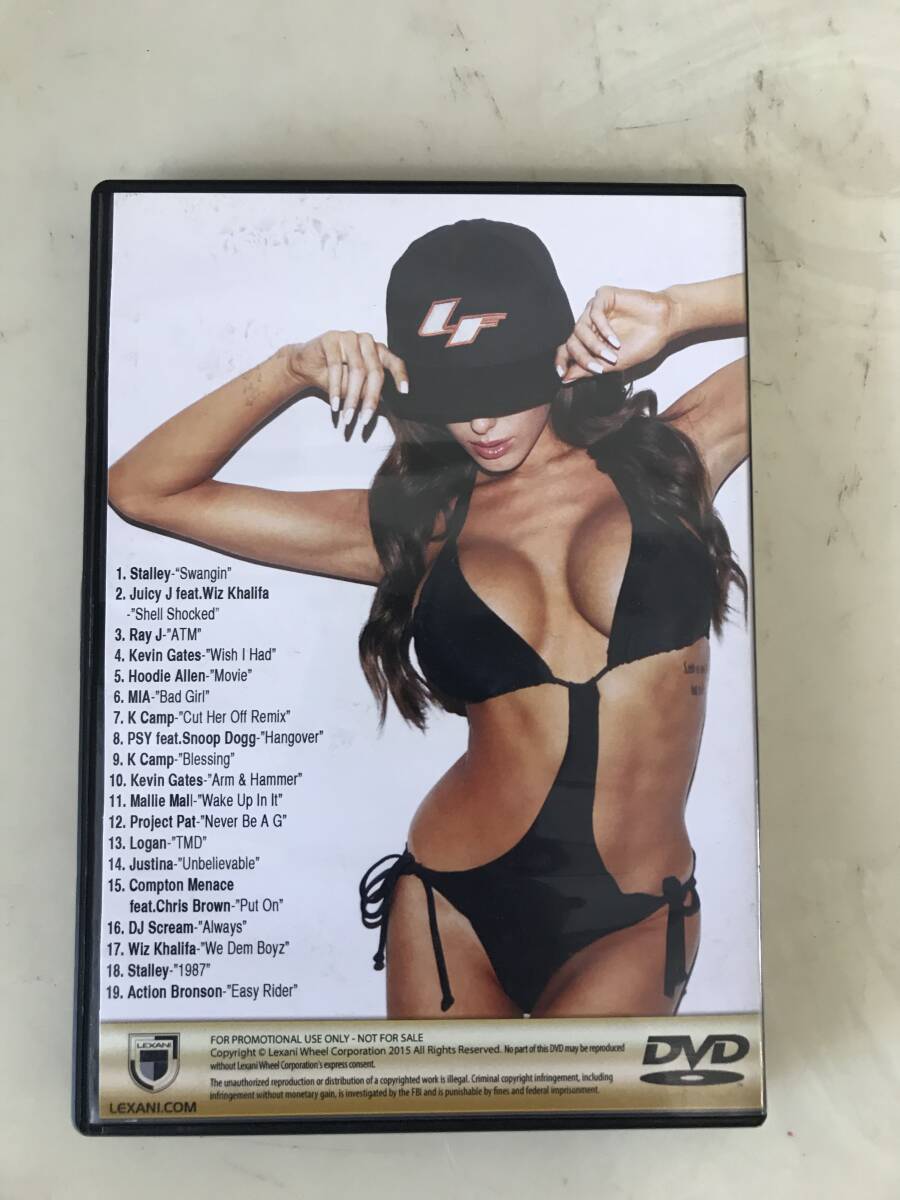 LF
1. Stalley-“Swangin”
2. Juicy J feat.Wiz Khalifa
-”Shell Shocked”
3. Ray J-”ATM”
4. Kevin Gates-”Wish I Had”
5. Hoodie Allen-”Movie”
6. MIA-”Bad Girl”
7. K Camp-”Cut Her Off Remix”
8. PSY feat.Snoop Dogg-”Hangover”
9. K Camp-”Blessing”
10. Kevin Gates-”Arm & Hammer”
11. Mallie Mall-”Wake Up In It”
12. Project Pat-”Never Be A G”
13. Logan-”TMD”
14. Justina-”Unbelievable”
15. Compton Menace
feat.Chris Brown-”Put On”
16. DJ Scream-”Always”
17. Wiz Khalifa-”We Dem Boyz”
18. Stalley-”1987”
19. Action Bronson-”Easy Rider”
LEXANI
LEXANI.COM
FOR PROMOTIONAL USE ONLY - NOT FOR SALE
Copyright © Lexani Wheel Corporation 2015 All Rights Reserved. No part of this DVD may be reproduced
without Lexani Wheel Corporation's express consent.
The unauthorized reproduction or distribution of a copyrighted work is illegal. Criminal copyright infringement, including
infringement without monetary gain, is investigated by the FBI and is punishable by fines and federal imprisonment.
DVD